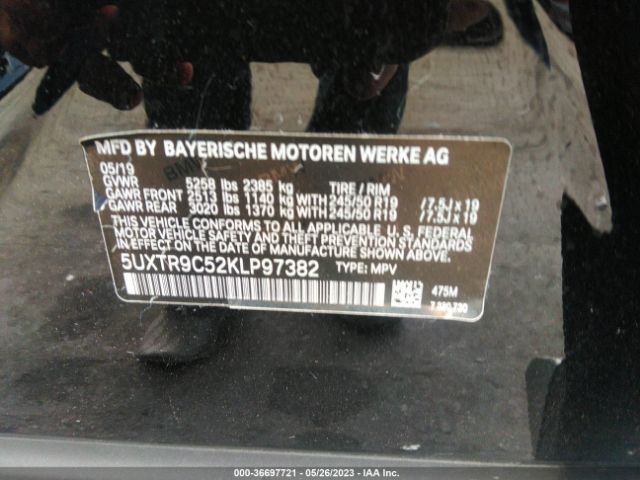 MFD BY BAYERISCHE MOTOREN WERKE AG
05/19
GVWR 5258 lbs 2385 kg TIRE / RIM
GAWR FRONT 2513 lbs 1140 kg WITH 245/50 R19 /7.5J x 19
GAWR REAR 3020 lbs 1370 kg WITH 245/50 R19 /7.5J x 19
THIS VEHICLE CONFORMS TO ALL APPLICABLE U. S. FEDERAL
MOTOR VEHICLE SAFETY, BUMPER, AND THEFT PREVENTION
STANDARDS IN EFFECT ON THE DATE OF MANUFACTURE SHOWN ABOVE.
5UXTR9C52KLP97382 TYPE: MPV
475M
000-36697721 - 05/26/2023 - IAA Inc.